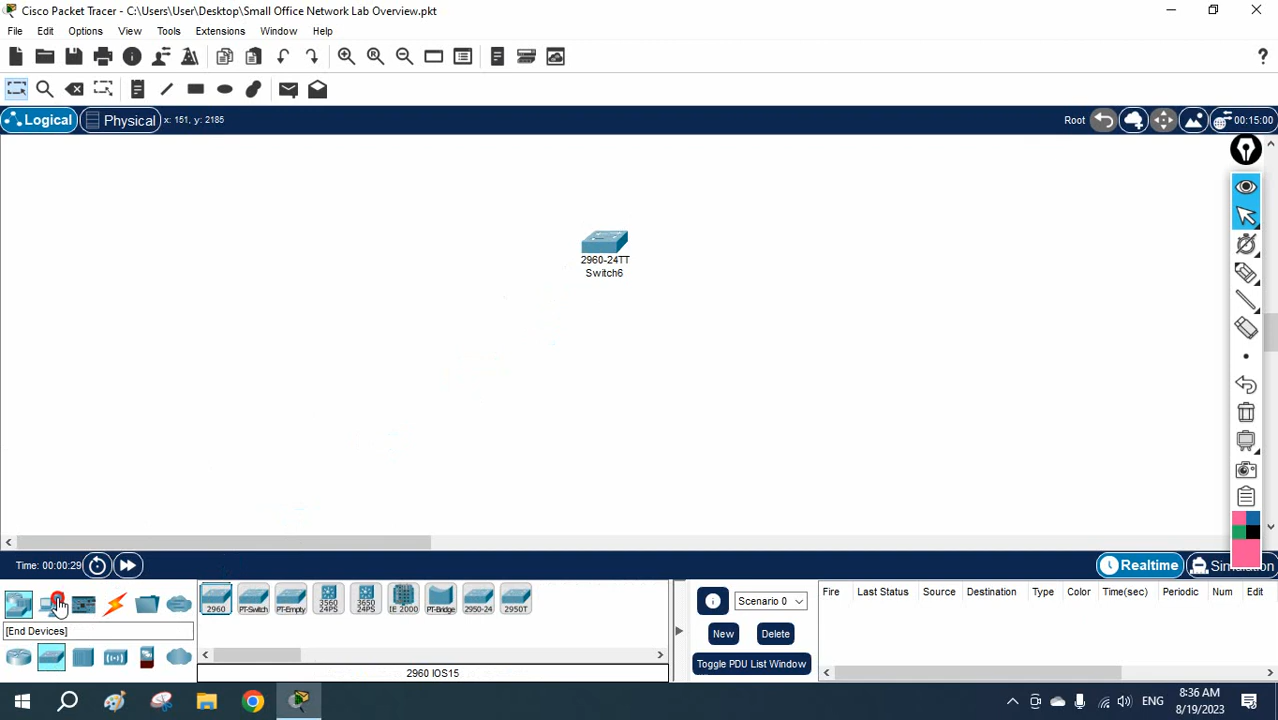 Cisco Packet Tracer - C:\Users\User\Desktop\Small Office Network Lab Overview.pkt
File Edit Options View Tools Extensions Window Help
Logical Physical x: 151, y: 2185 Root 00:15:00
2960-24TT
Switch6
Time: 00:00:29 Realtime Simulation
2960 PT-Switch PT-Empty 3560 24PS 3650 24PS IE 2000 PT-Bridge 2950-24 2950T
Scenario 0
Fire Last Status Source Destination Type Color Time(sec) Periodic Num Edit
[End Devices]
New Delete
Toggle PDU List Window
2960 IOS15
ENG
8:36 AM
8/19/2023